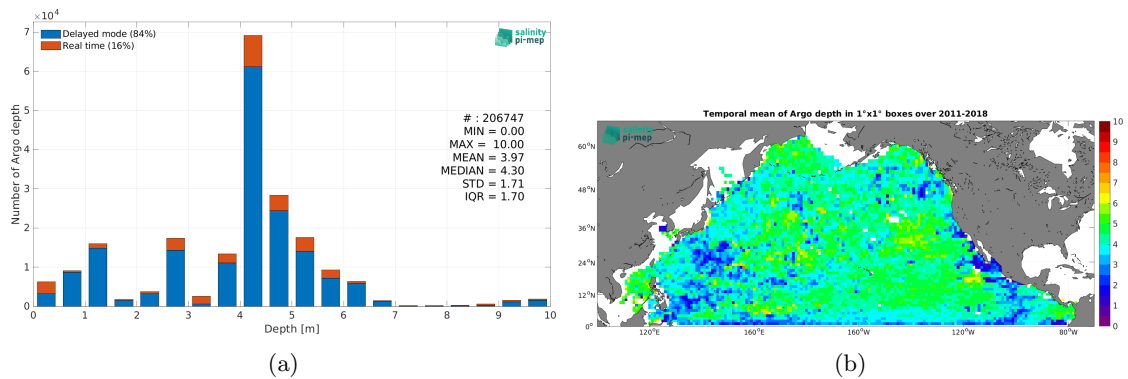 ×10⁴
7
6
5
4
3
2
1
0
Number of Argo depth
Delayed mode (84%)
Real time (16%)
salinity
pi-mep
# : 206747
MIN = 0.00
MAX = 10.00
MEAN = 3.97
MEDIAN = 4.30
STD = 1.71
IQR = 1.70
0 1 2 3 4 5 6 7 8 9 10
Depth [m]
(a)
Temporal mean of Argo depth in 1°x1° boxes over 2011-2018
salinity
pi-mep
60°N
48°N
36°N
24°N
12°N
0°
120°E 160°E 160°W 120°W 80°W
10
9
8
7
6
5
4
3
2
1
0
(b)